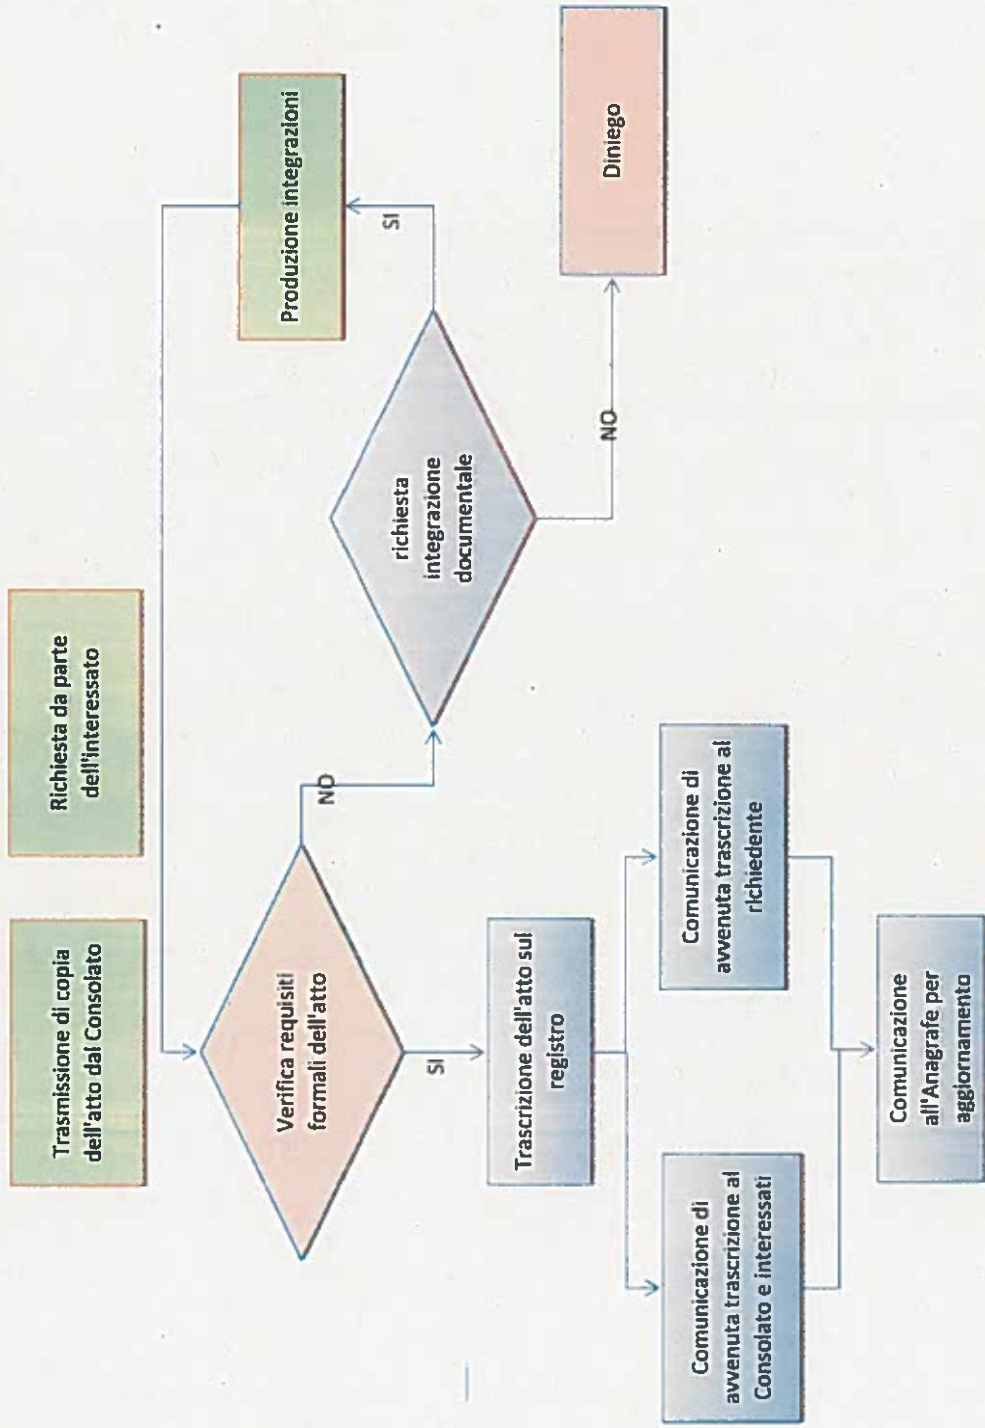 Trasmissione di copia
dell'atto dal Consolato
Richiesta da parte
dell'interessato
Verifica requisiti
formali dell'atto
NO
SI
richiesta
integrazione
documentale
SI
Produzione integrazioni
NO
Diniego
Trascrizione dell'atto sul
registro
Comunicazione di
avvenuta trascrizione al
Consolato e interessati
Comunicazione di
avvenuta trascrizione al
richiedente
Comunicazione
all'Anagrafe per
aggiornamento